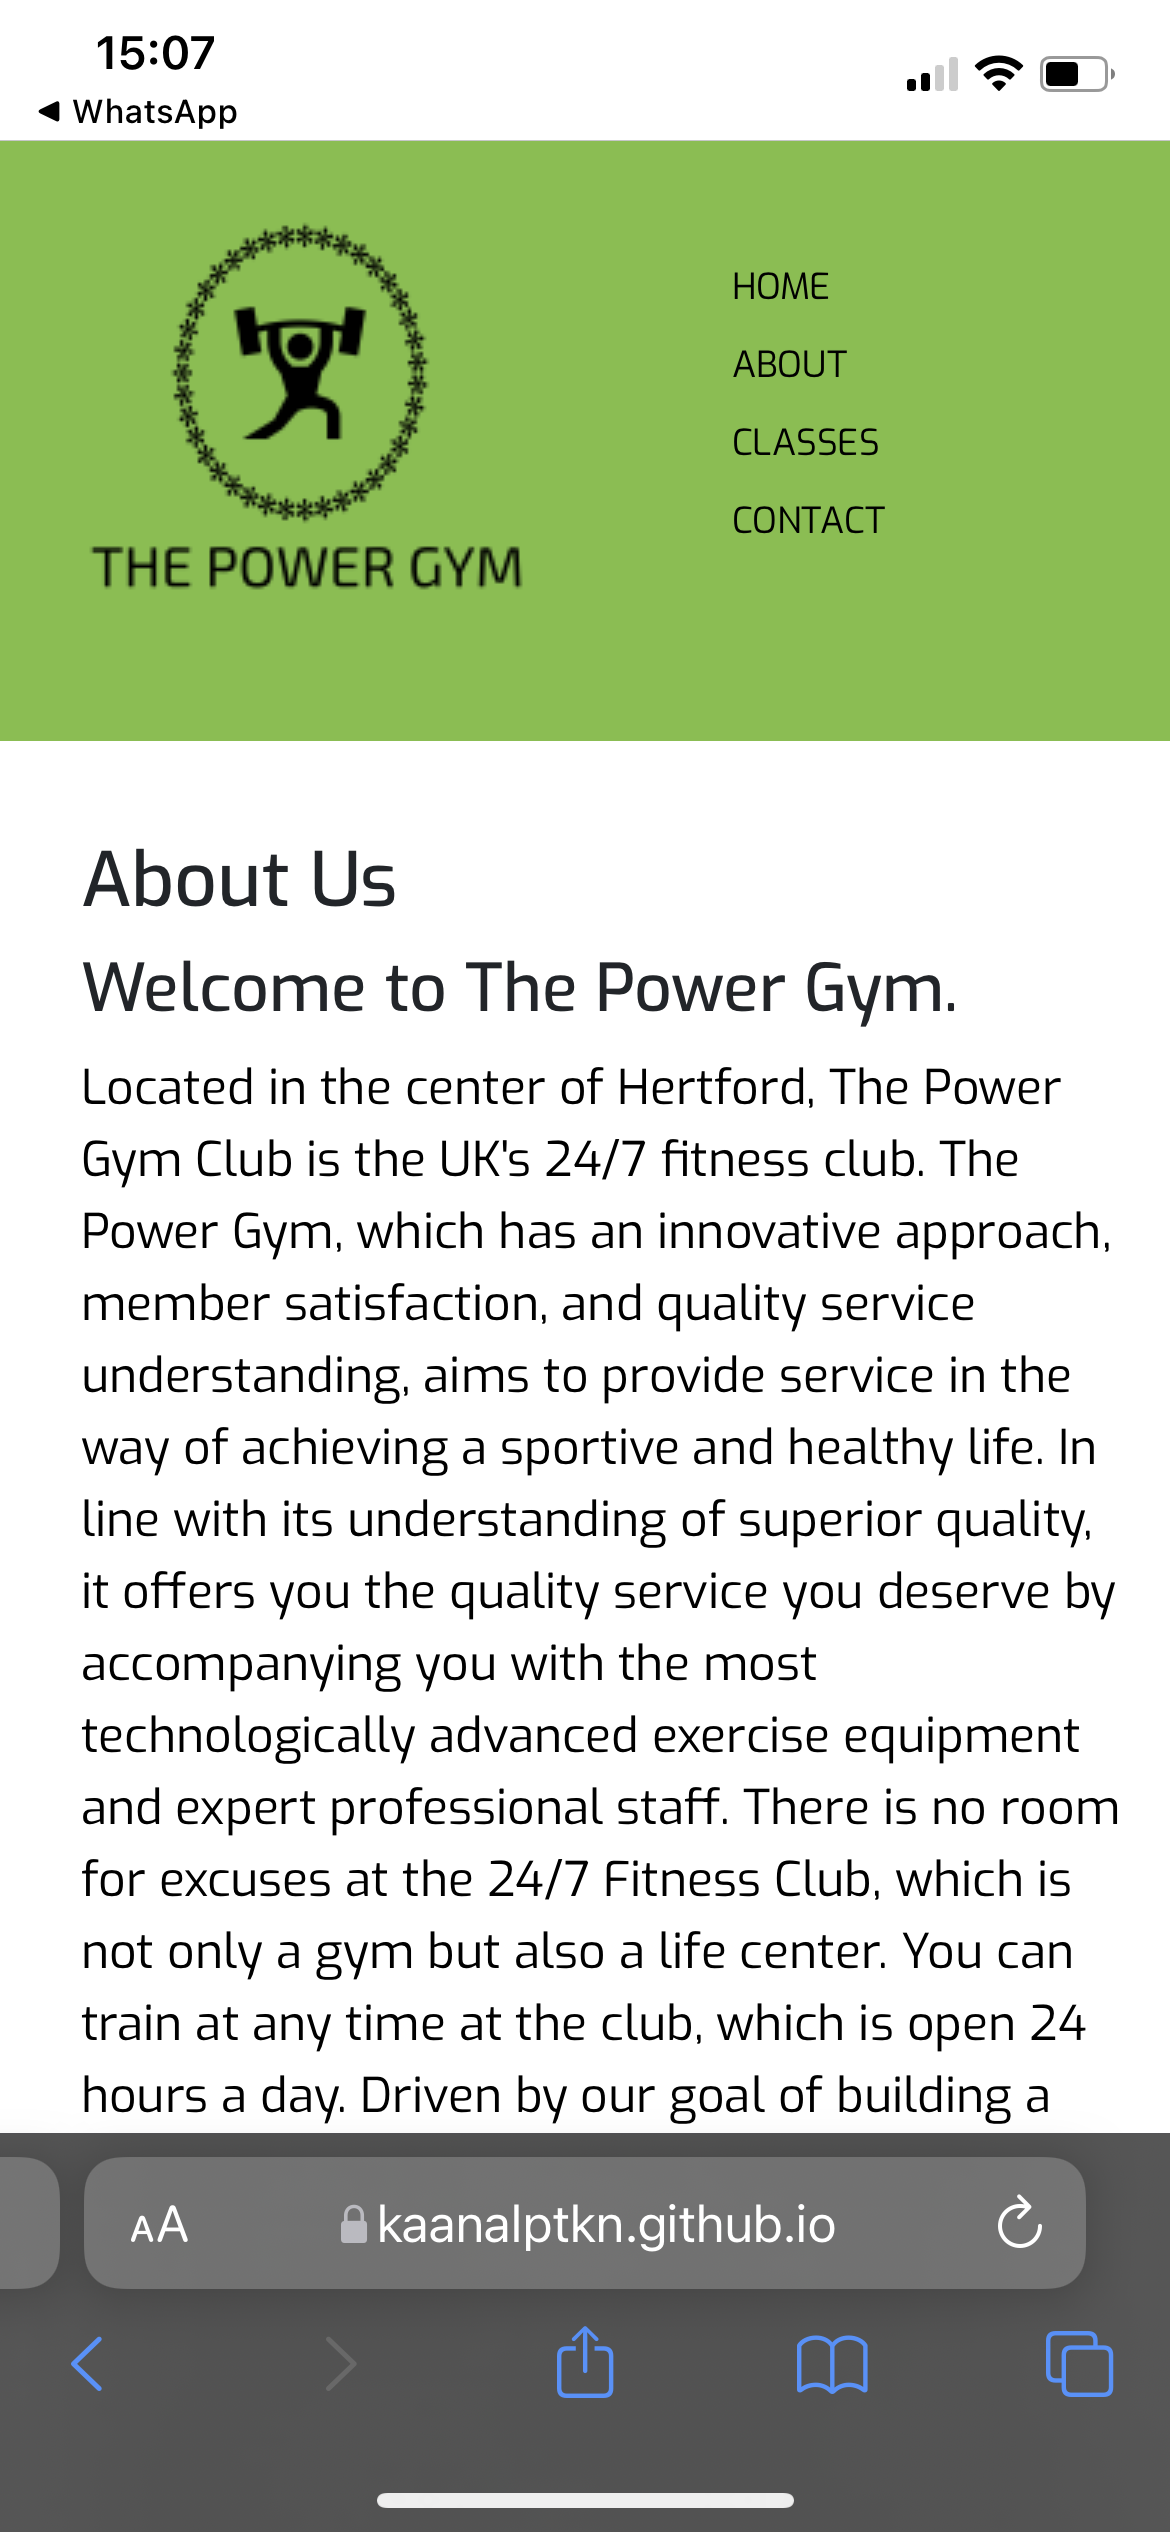 15:07
◀ WhatsApp
THE POWER GYM
HOME
ABOUT
CLASSES
CONTACT
About Us
Welcome to The Power Gym.
Located in the center of Hertford, The Power
Gym Club is the UK's 24/7 fitness club. The
Power Gym, which has an innovative approach,
member satisfaction, and quality service
understanding, aims to provide service in the
way of achieving a sportive and healthy life. In
line with its understanding of superior quality,
it offers you the quality service you deserve by
accompanying you with the most
technologically advanced exercise equipment
and expert professional staff. There is no room
for excuses at the 24/7 Fitness Club, which is
not only a gym but also a life center. You can
train at any time at the club, which is open 24
hours a day. Driven by our goal of building a
AA kaanalptkn.github.io